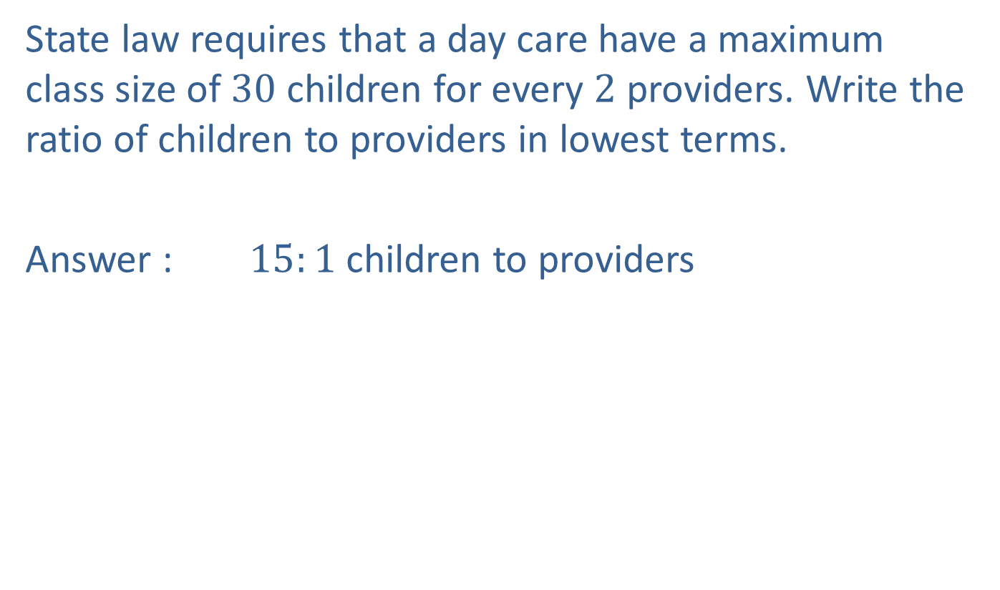 State law requires that a day care have a maximum
class size of 30 children for every 2 providers. Write the
ratio of children to providers in lowest terms.
Answer : 15: 1 children to providers